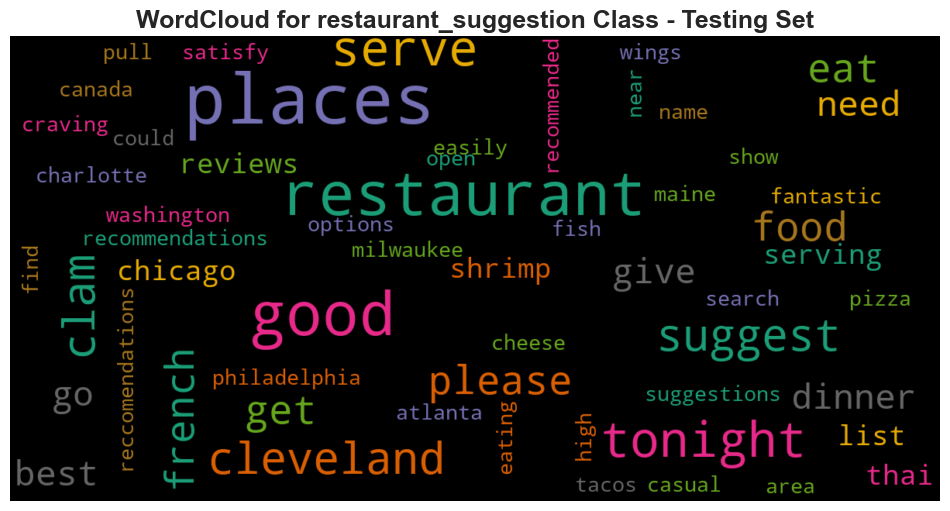 WordCloud for restaurant_suggestion Class - Testing Set
pull
satisfy
serve
recommended
wings
eat
canada
places
near
name
need
craving
could
easily
open
reviews
show
charlotte
restaurant
maine
fantastic
washington
options
fish
food
recommendations
milwaukee
find
clam
chicago
shrimp
give
serving
search
pizza
good
suggest
reccomendations
cheese
french
philadelphia
please
go
get
atlanta
suggestions
dinner
eating
high
tonight
list
best
cleveland
tacos
casual
area
thai